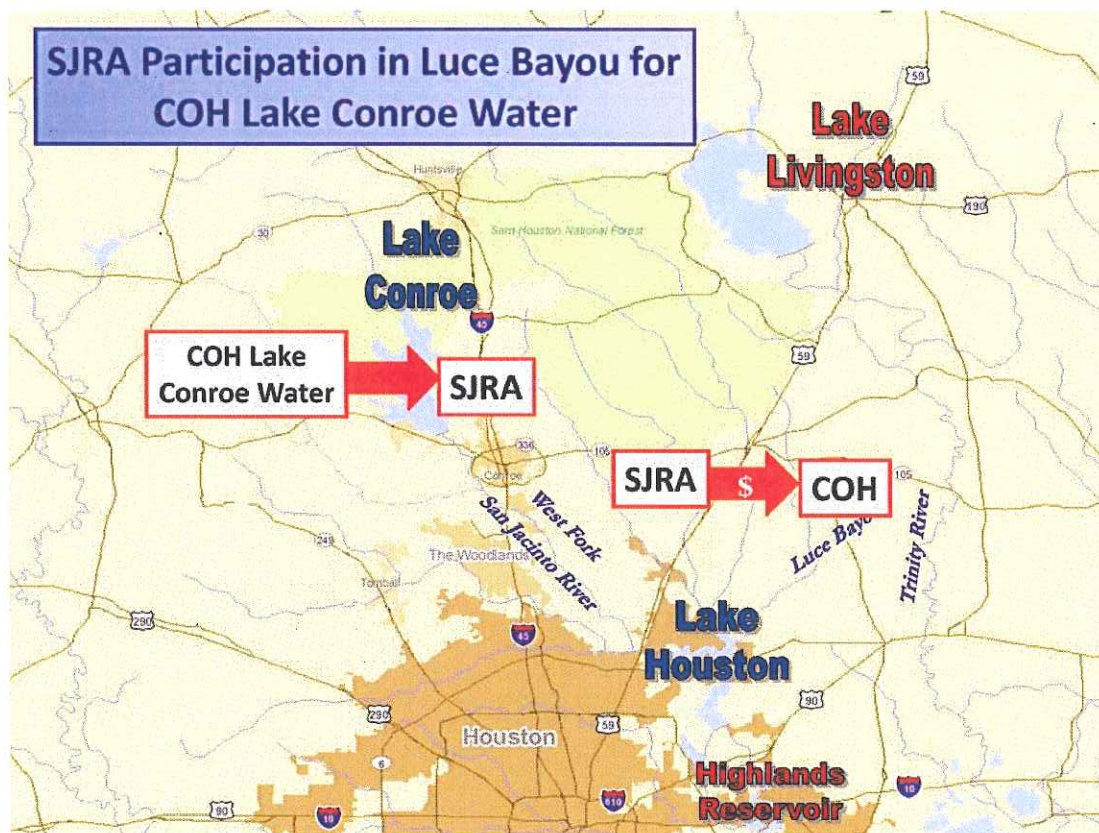 SJRA Participation in Luce Bayou for
COH Lake Conroe Water
59
Lake
Livingston
Huntsville
190
30
Sam Houston National Forest
Lake
Conroe
45
COH Lake
Conroe Water
SJRA
59
336
105
Conroe
SJRA
$
COH
105
West Fork
San Jacinto River
Luce Bayo
Trinity River
249
The Woodlands
Tomball
290
45
Lake
Houston
290
59
90
Houston
6
Highlands
Reservoir
10
90
10
610